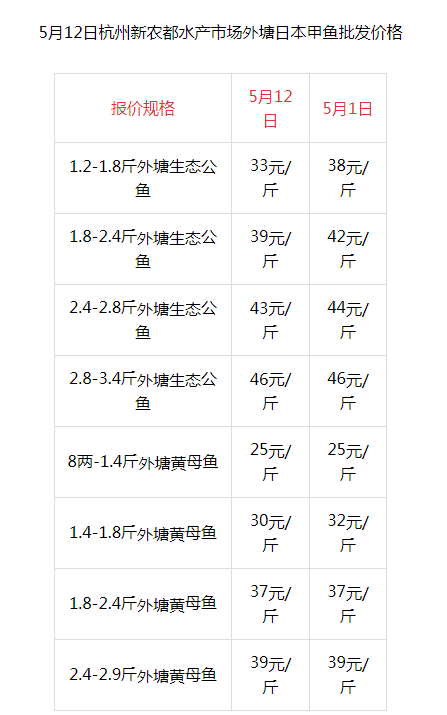 5月12日杭州新农都水产市场外塘日本甲鱼批发价格
报价规格
5月12
日
5月1日
1.2-1.8斤外塘生态公
鱼
33元/
斤
38元/
斤
1.8-2.4斤外塘生态公
鱼
39元/
斤
42元/
斤
2.4-2.8斤外塘生态公
鱼
43元/
斤
44元/
斤
2.8-3.4斤外塘生态公
鱼
46元/
斤
46元/
斤
8两-1.4斤外塘黄母鱼
25元/
斤
25元/
斤
1.4-1.8斤外塘黄母鱼
30元/
斤
32元/
斤
1.8-2.4斤外塘黄母鱼
37元/
斤
37元/
斤
2.4-2.9斤外塘黄母鱼
39元/
斤
39元/
斤